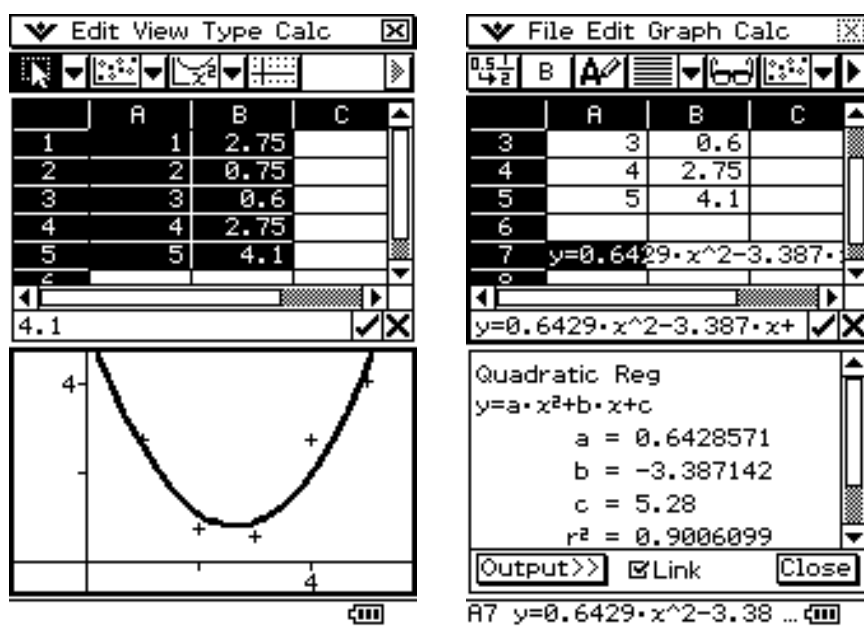 Edit View Type Calc
A B C
1 1 2.75
2 2 0.75
3 3 0.6
4 4 2.75
5 5 4.1
4.1
4
4
File Edit Graph Calc
0.5 1 2 B A
A B C
3 3 0.6
4 4 2.75
5 5 4.1
6
7 y=0.6429·x^2-3.387·
y=0.6429·x^2-3.387·x+
Quadratic Reg
y=a·x²+b·x+c
a = 0.6428571
b = -3.387142
c = 5.28
r² = 0.9006099
Output>> Link Close
A7 y=0.6429·x^2-3.38 …